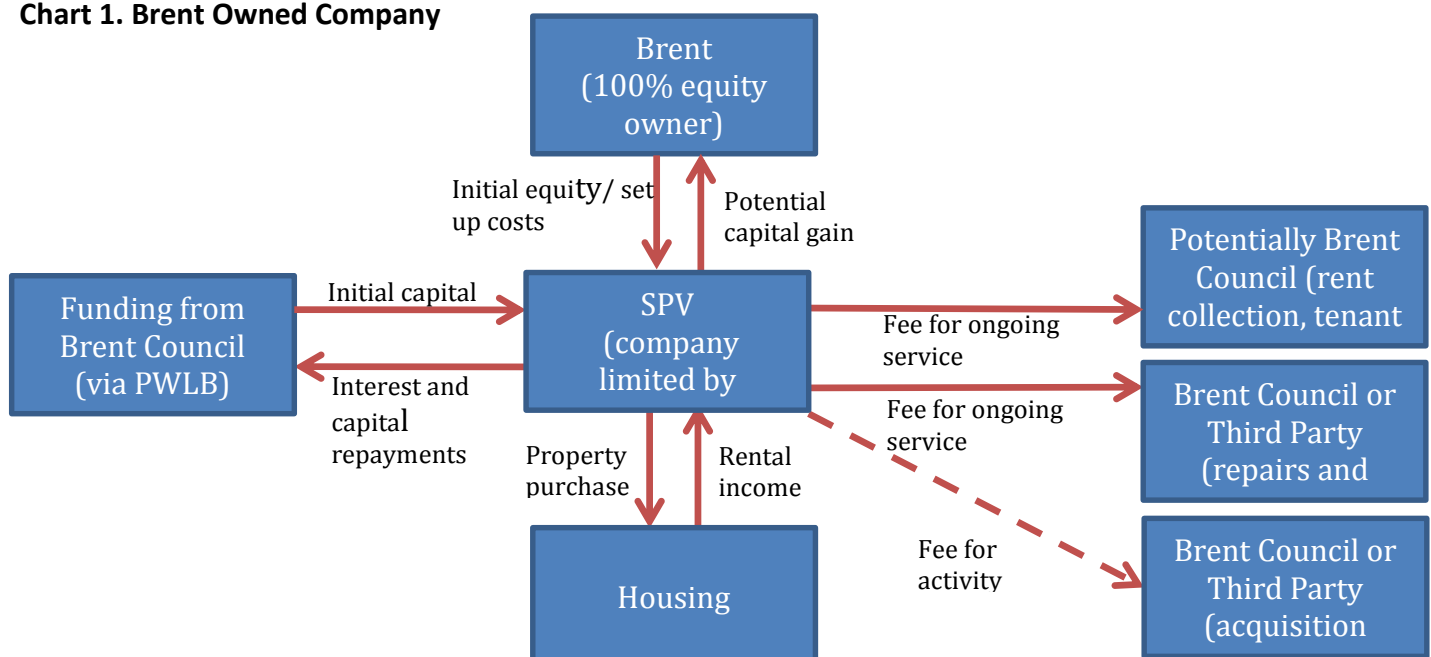 Chart 1. Brent Owned Company
Brent
(100% equity
owner)
Initial equity/ set
up costs
Potential
capital gain
Funding from
Brent Council
(via PWLB)
Initial capital
Interest and
capital
repayments
SPV
(company
limited by
Fee for ongoing
service
Potentially Brent
Council (rent
collection, tenant
Fee for ongoing
service
Brent Council or
Third Party
(repairs and
Property
purchase
Rental
income
Housing
Fee for
activity
Brent Council or
Third Party
(acquisition